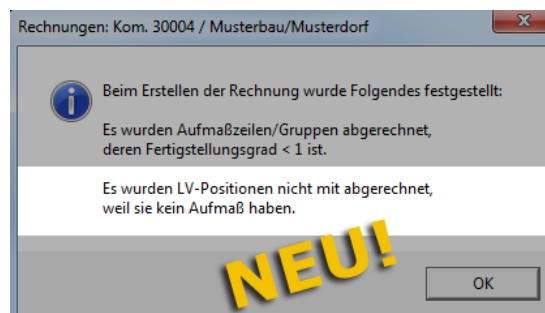 Rechnungen: Kom. 30004 / Musterbau/Musterdorf
Beim Erstellen der Rechnung wurde Folgendes festgestellt:
Es wurden Aufmaßzeilen/Gruppen abgerechnet,
deren Fertigstellungsgrad < 1 ist.
Es wurden LV-Positionen nicht mit abgerechnet,
weil sie kein Aufmaß haben.
NEU!
OK